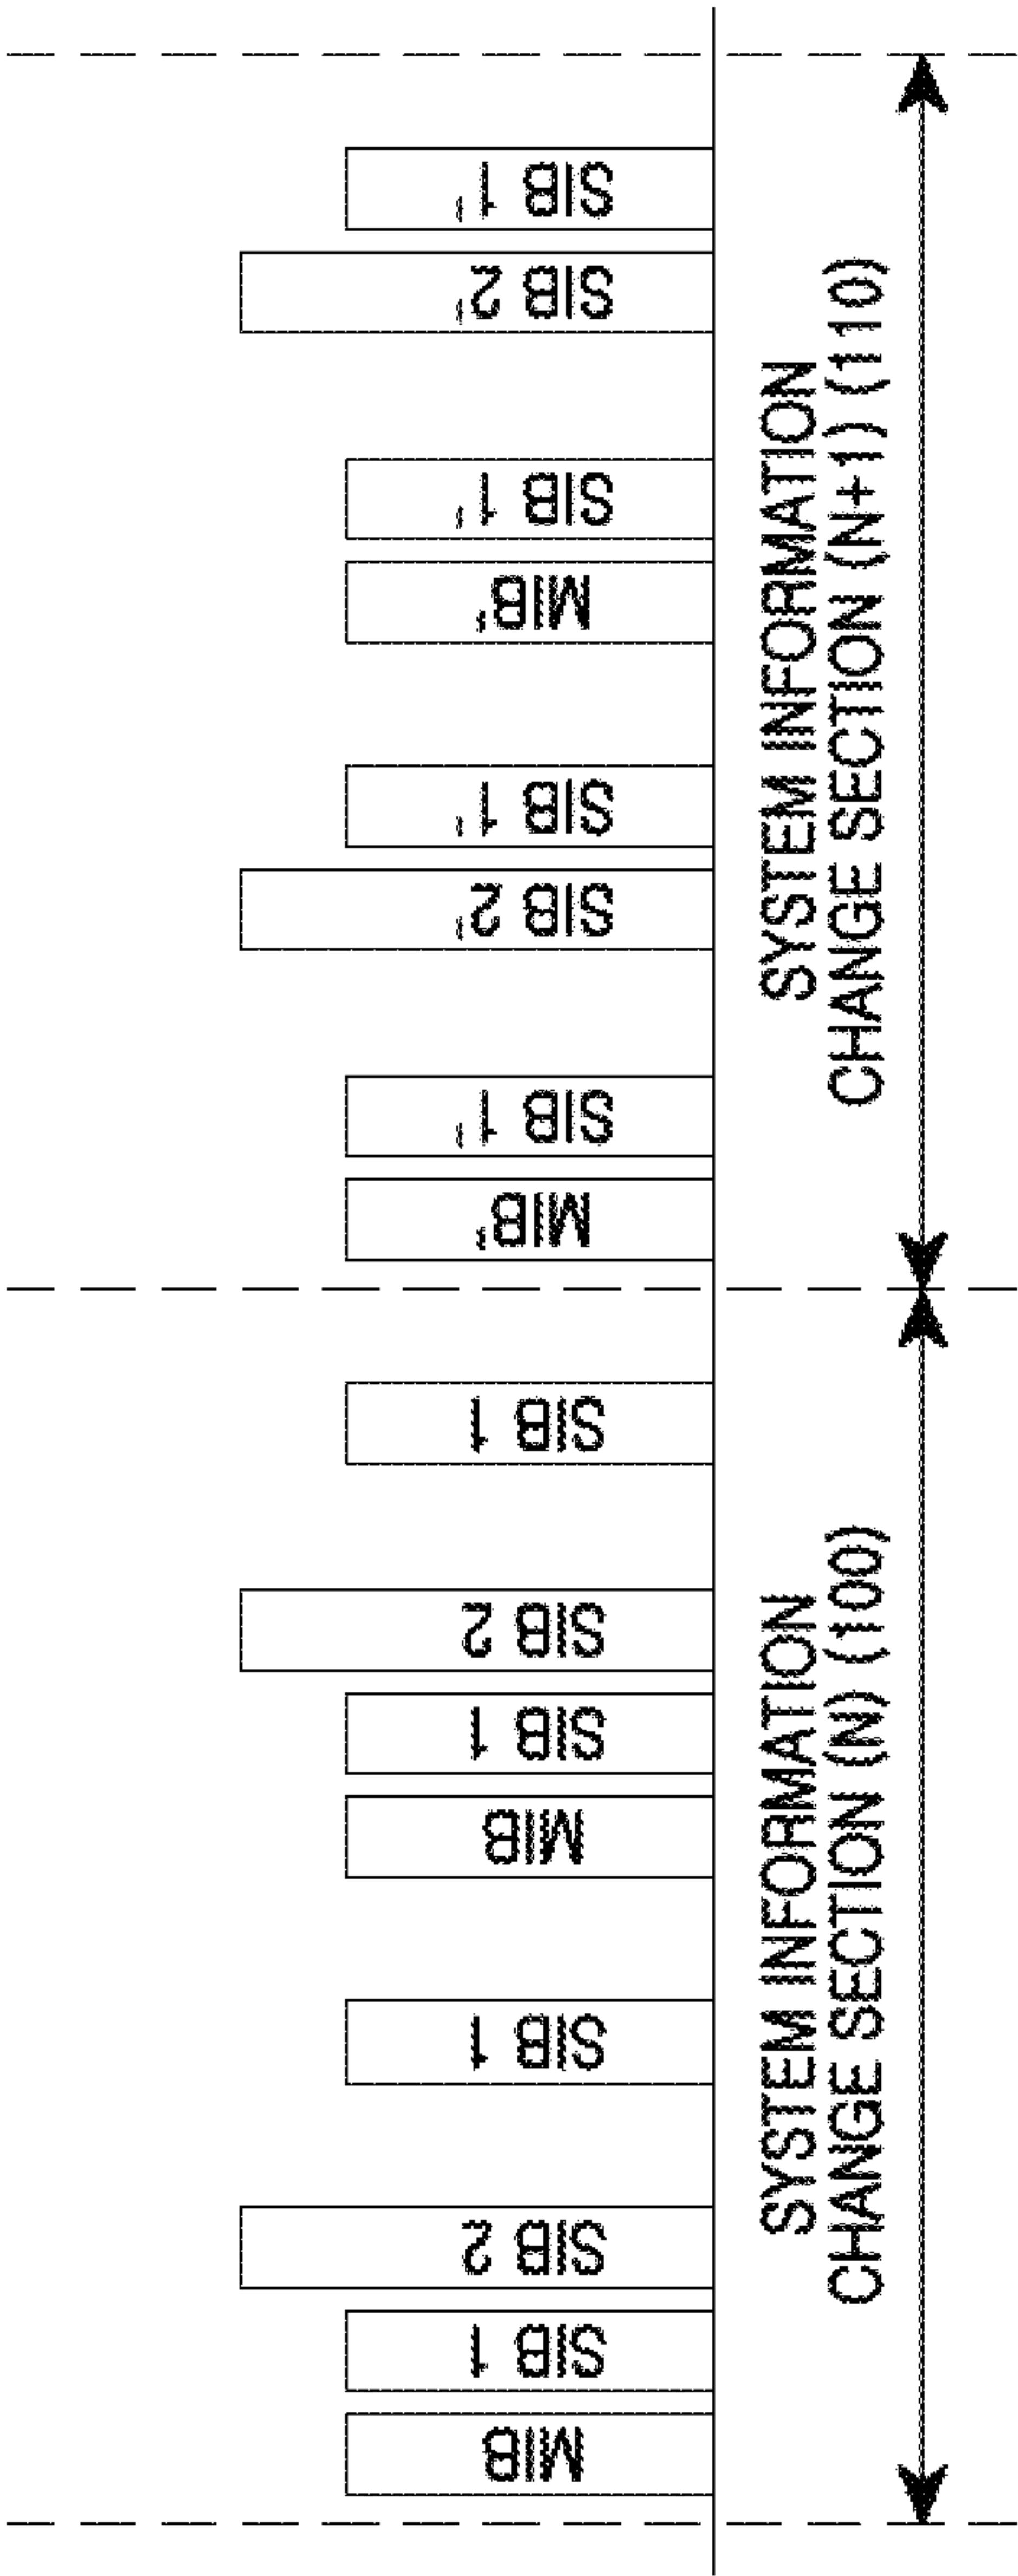 MIB
SIB 1
SIB 2
SIB 1
MIB
SIB 1
SIB 2
SIB 1
MIB'
SIB 1'
SIB 2'
SIB 1'
MIB'
SIB 1'
SIB 2'
SIB 1'
SYSTEM INFORMATION
CHANGE SECTION (N) (100)
SYSTEM INFORMATION
CHANGE SECTION (N+1) (110)